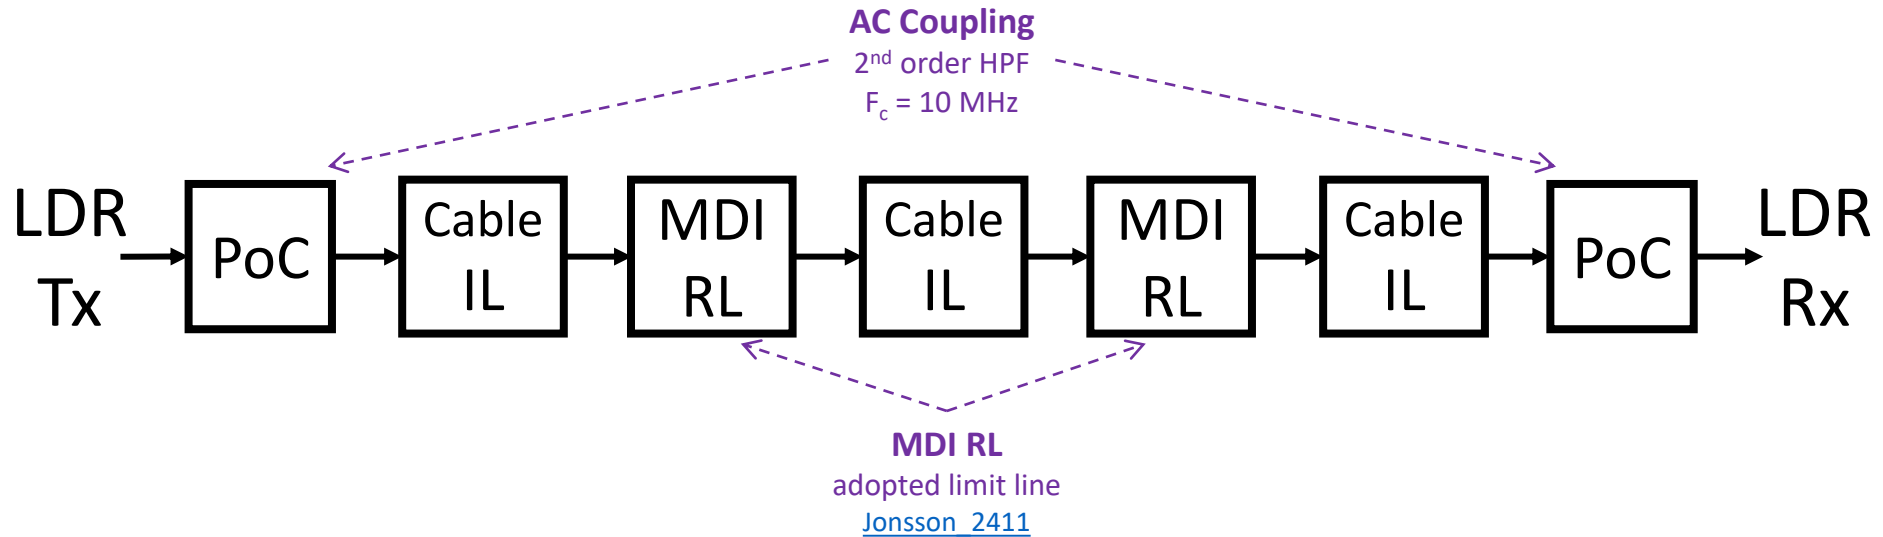 AC Coupling
2nd order HPF
Fc = 10 MHz
LDR
Tx
PoC
Cable
IL
MDI
RL
Cable
IL
MDI
RL
Cable
IL
PoC
LDR
Rx
MDI RL
adopted limit line
Jonsson_2411